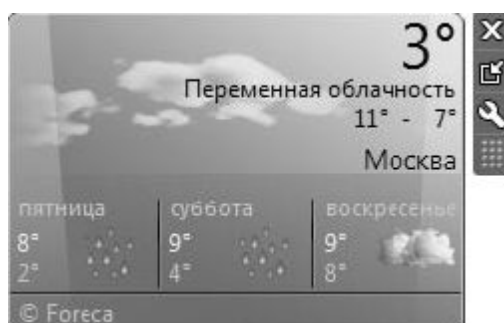 3°
Переменная облачность
11° - 7°
Москва
пятница суббота воскресенье
8° 9° 9°
2° 4° 8°
© Foreca